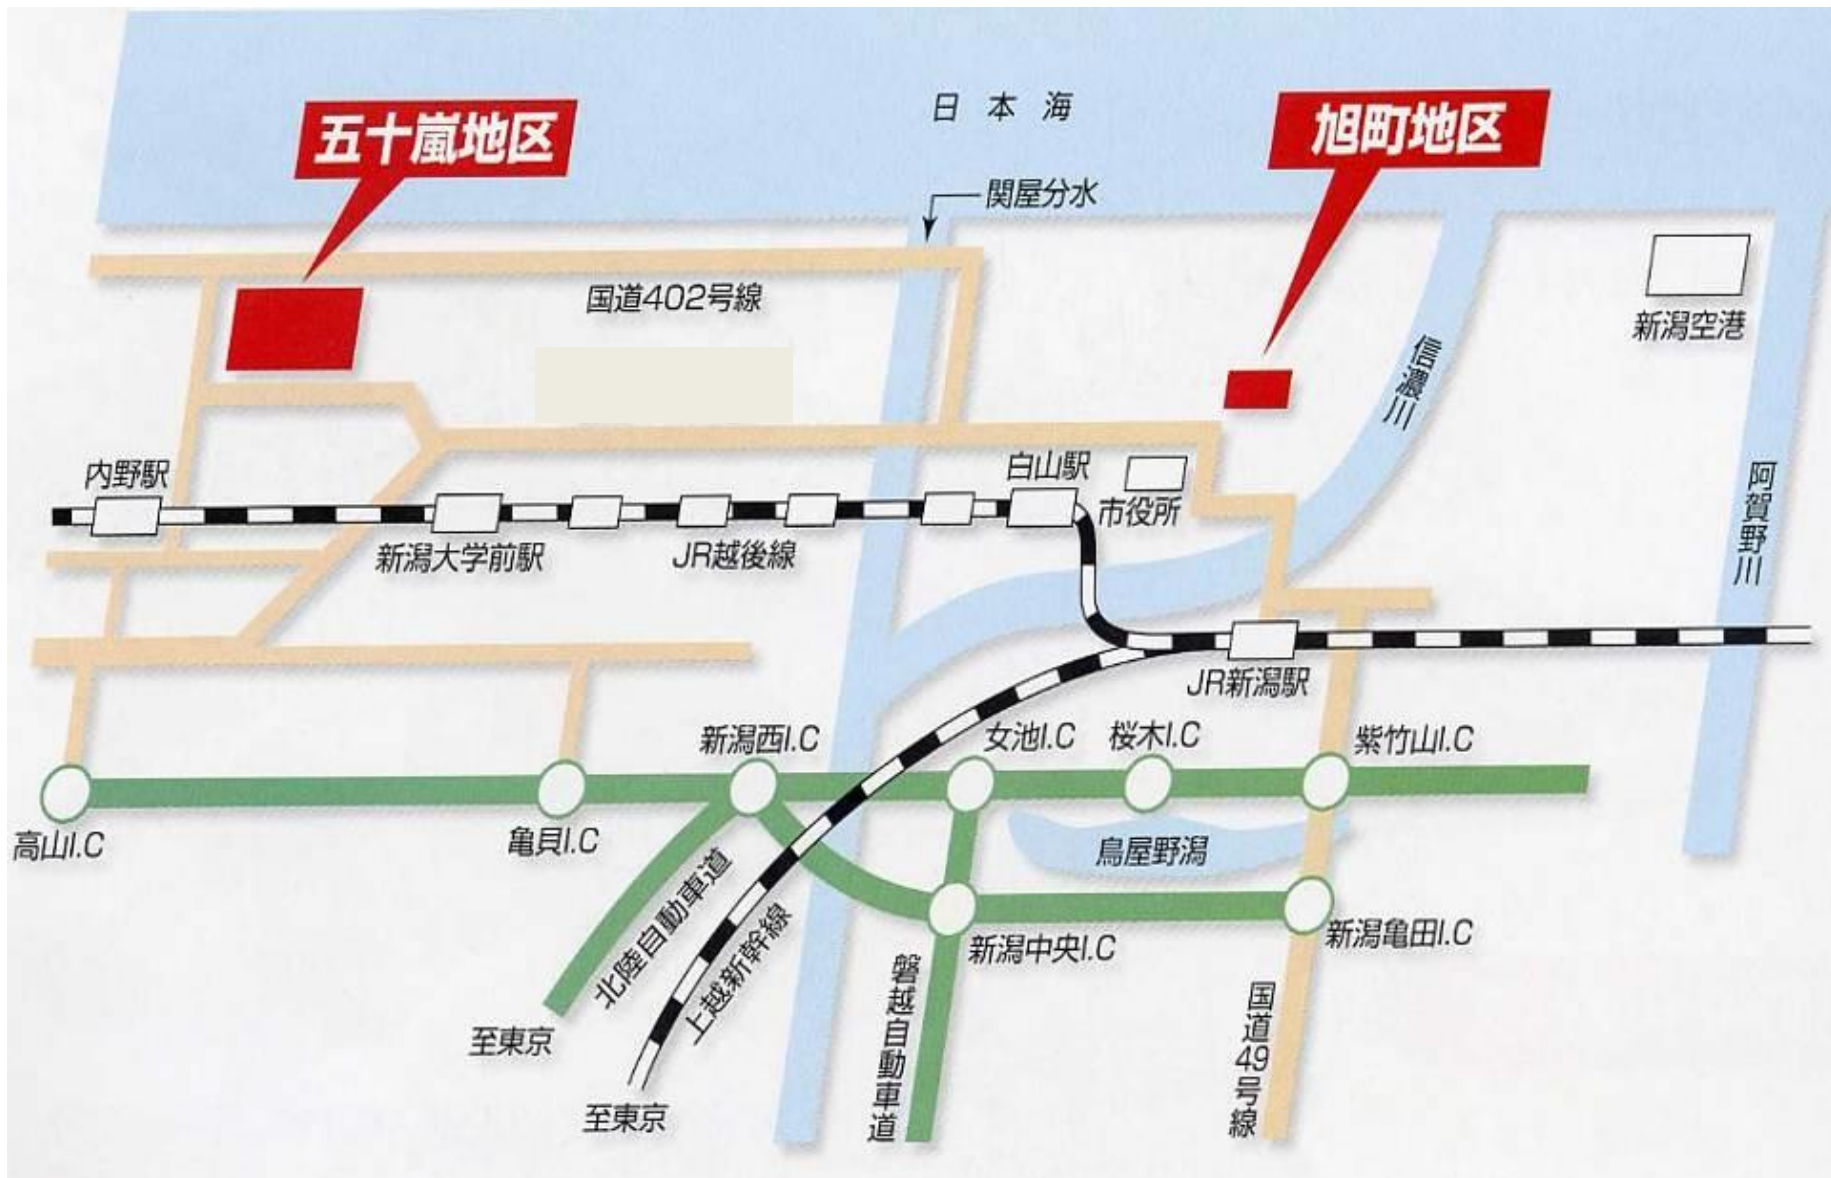 日本海
五十嵐地区
旭町地区
関屋分水
国道402号線
新潟空港
信濃川
内野駅
白山駅
市役所
阿賀野川
新潟大学前駅
JR越後線
JR新潟駅
新潟西I.C
女池I.C
桜木I.C
紫竹山I.C
高山I.C
亀貝I.C
鳥屋野潟
北陸自動車道
上越新幹線
新潟中央I.C
新潟亀田I.C
磐越自動車道
国道49号線
至東京
至東京